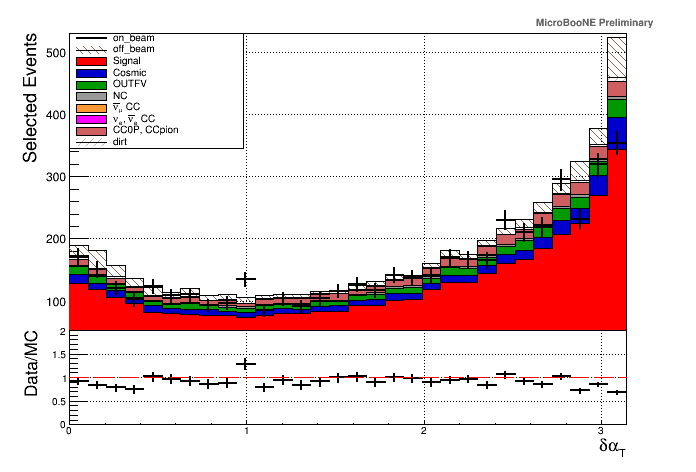 MicroBooNE Preliminary
Selected Events
500
400
300
200
100
on_beam
off_beam
Signal
Cosmic
OUTFV
NC
ν̅μ CC
νe, ν̅e CC
CC0P, CCpion
dirt
Data/MC
2
1.5
1
0.5
0
0 1 2 3
δαT